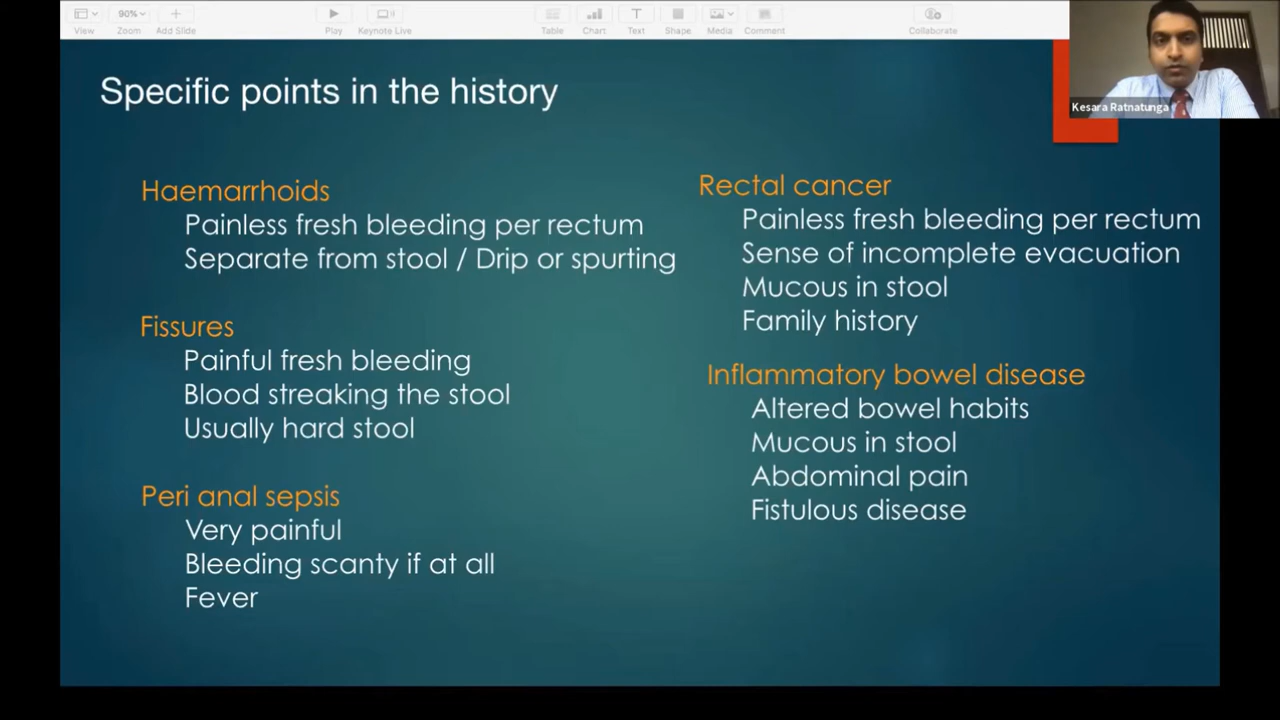 View
90%
Zoom
Add Slide
Play
Keynote Live
Table
Chart
Text
Shape
Media
Comment
Collaborate
Kesara Ratnatunga
Specific points in the history
Haemarrhoids
Painless fresh bleeding per rectum
Separate from stool / Drip or spurting
Fissures
Painful fresh bleeding
Blood streaking the stool
Usually hard stool
Peri anal sepsis
Very painful
Bleeding scanty if at all
Fever
Rectal cancer
Painless fresh bleeding per rectum
Sense of incomplete evacuation
Mucous in stool
Family history
Inflammatory bowel disease
Altered bowel habits
Mucous in stool
Abdominal pain
Fistulous disease